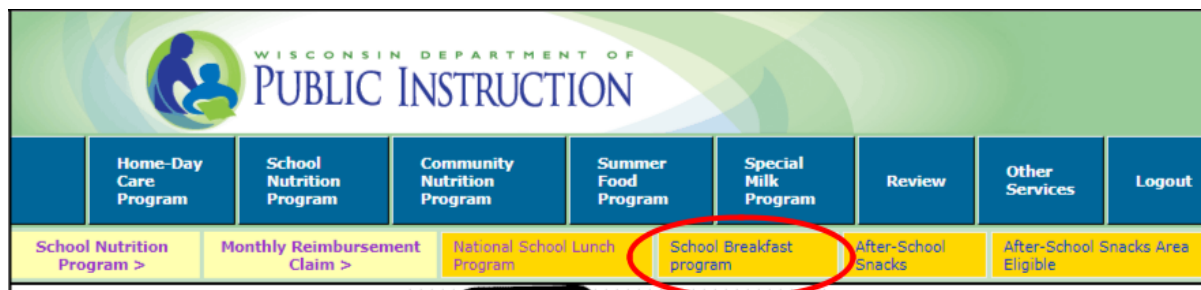 WISCONSIN DEPARTMENT OF
PUBLIC INSTRUCTION
Home-Day
Care
Program
School
Nutrition
Program
Community
Nutrition
Program
Summer
Food
Program
Special
Milk
Program
Review
Other
Services
Logout
School Nutrition
Program >
Monthly Reimbursement
Claim >
National School Lunch
Program
School Breakfast
program
After-School
Snacks
After-School Snacks Area
Eligible